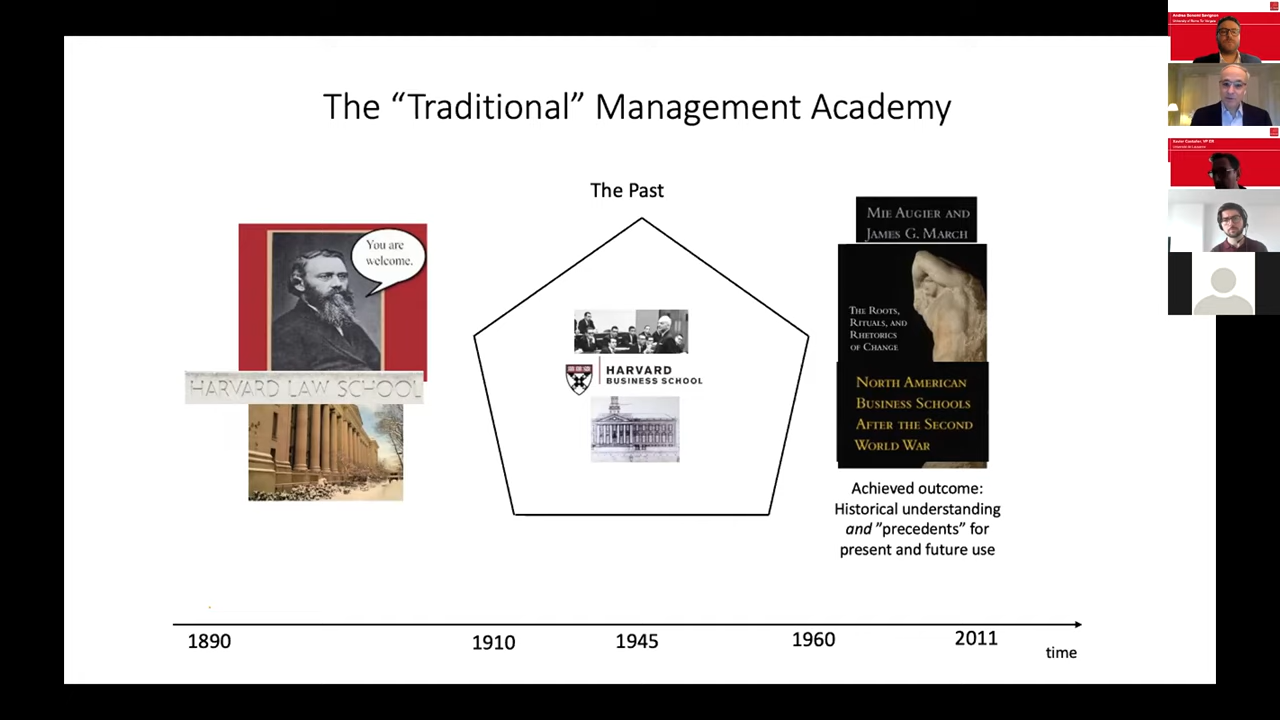 The “Traditional” Management Academy
The Past
You are
welcome.
HARVARD LAW SCHOOL
HARVARD
BUSINESS SCHOOL
MIE AUGIER AND
JAMES G. MARCH
THE ROOTS,
RITUALS, AND
RHETORICS
OF CHANGE
NORTH AMERICAN
BUSINESS SCHOOLS
AFTER THE SECOND
WORLD WAR
Achieved outcome:
Historical understanding
and ”precedents” for
present and future use
1890
1910
1945
1960
2011
time